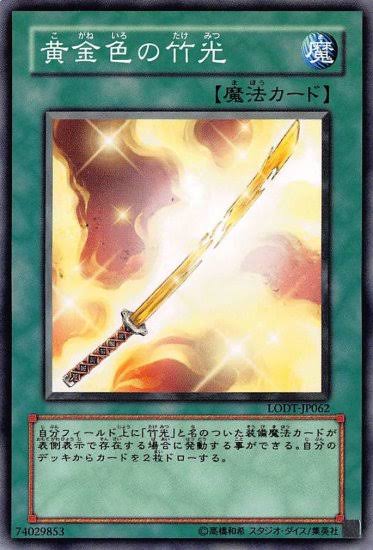 黄金色の竹光
魔
【魔法カード】
LODT-JP062
自分フィールド上に「竹光」と名のついた装備魔法カードが
表側表示で存在する場合に発動する事ができる。自分の
デッキからカードを２枚ドローする。
74029853
©高橋和希 スタジオ・ダイス/集英社